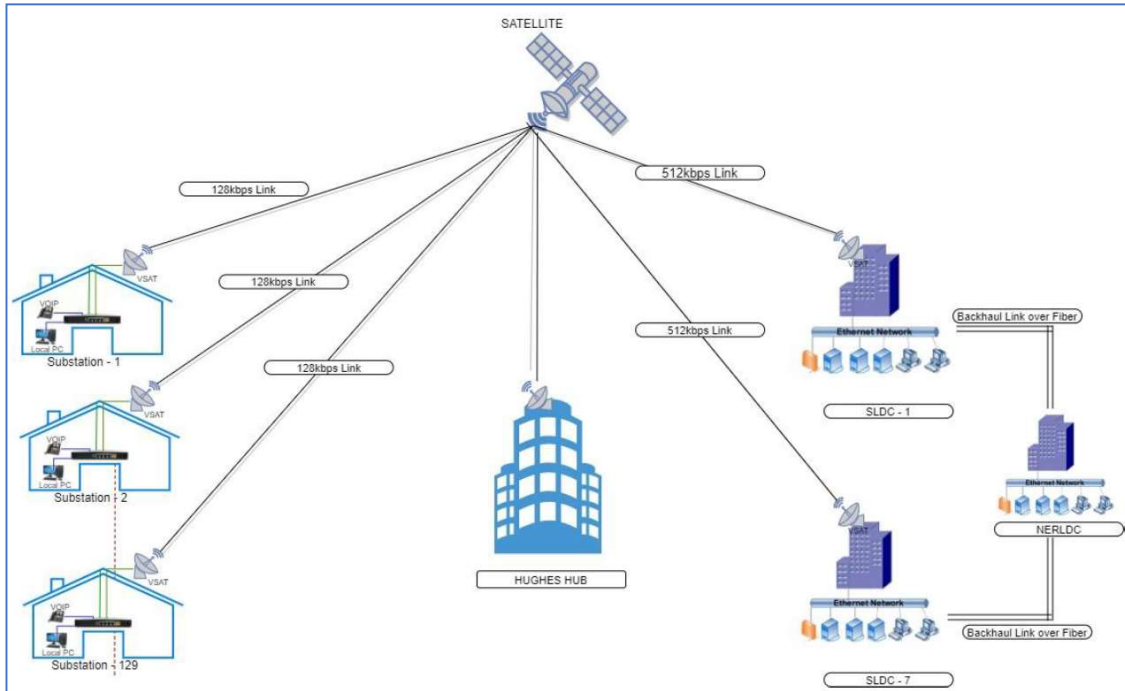 SATELLITE
128kbps Link
512kbps Link
VSAT
VOIP
Local PC
Substation - 1
128kbps Link
VSAT
Ethernet Network
Backhaul Link over Fiber
512kbps Link
128kbps Link
SLDC - 1
VSAT
VOIP
Local PC
Substation - 2
Ethernet Network
NERLDC
VSAT
VSAT
VOIP
Local PC
Substation - 129
HUGHES HUB
Ethernet Network
Backhaul Link over Fiber
SLDC - 7